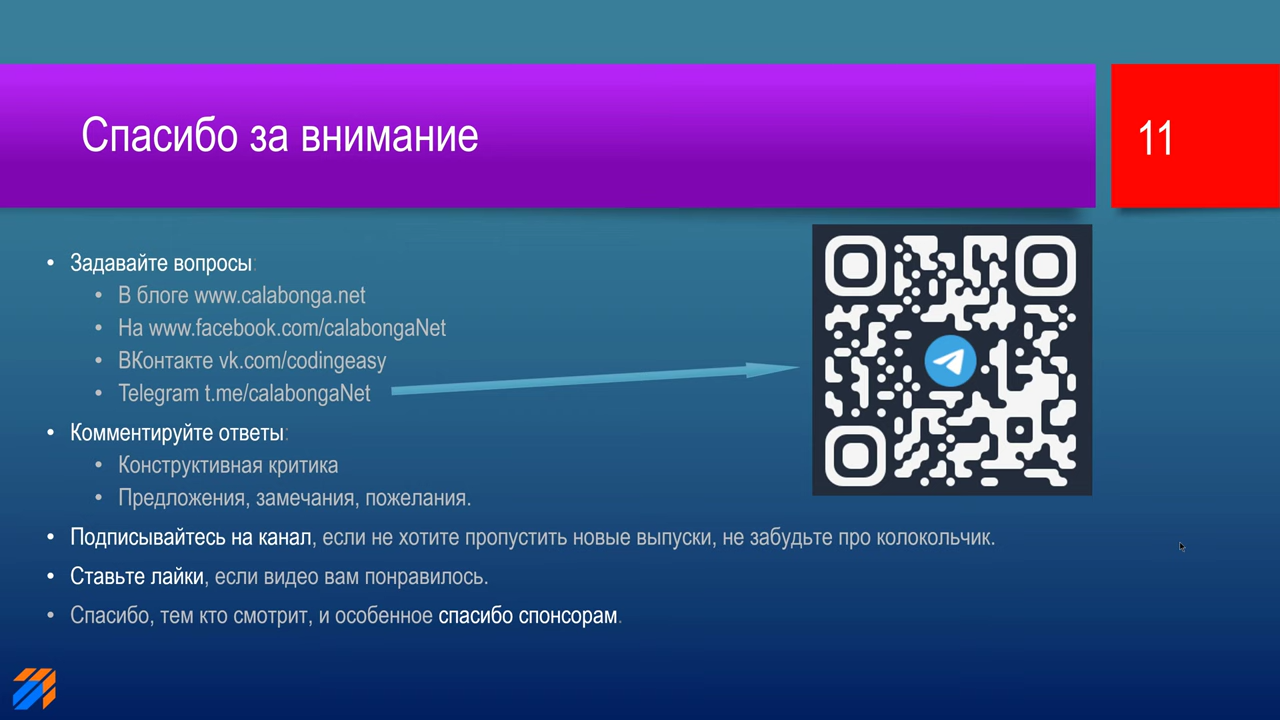 Спасибо за внимание
11
• Задавайте вопросы:
• В блоге www.calabonga.net
• На www.facebook.com/calabongaNet
• ВКонтакте vk.com/codingeasy
• Telegram t.me/calabongaNet
• Комментируйте ответы:
• Конструктивная критика
• Предложения, замечания, пожелания.
• Подписывайтесь на канал, если не хотите пропустить новые выпуски, не забудьте про колокольчик.
• Ставьте лайки, если видео вам понравилось.
• Спасибо, тем кто смотрит, и особенное спасибо спонсорам.